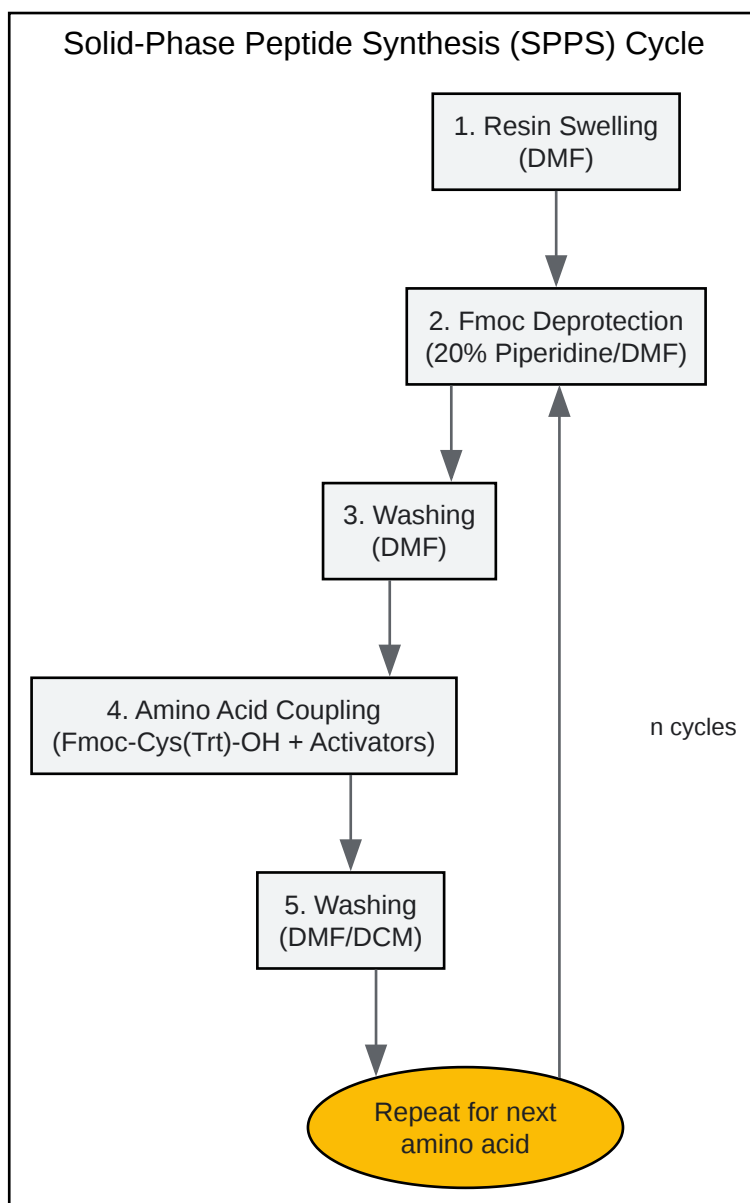 Solid-Phase Peptide Synthesis (SPPS) Cycle
1. Resin Swelling
(DMF)
2. Fmoc Deprotection
(20% Piperidine/DMF)
3. Washing
(DMF)
4. Amino Acid Coupling
(Fmoc-Cys(Trt)-OH + Activators)
n cycles
5. Washing
(DMF/DCM)
Repeat for next
amino acid